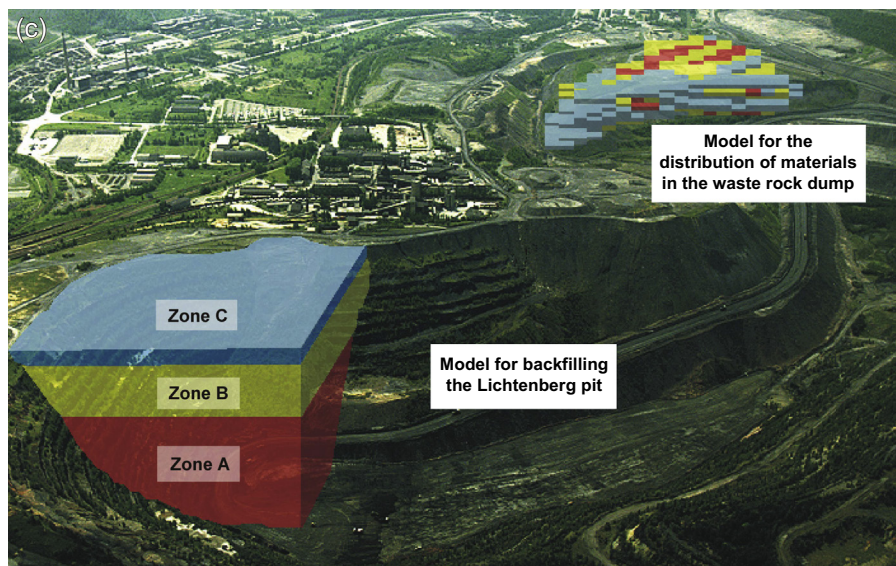 (c)
Model for the
distribution of materials
in the waste rock dump
Zone C
Model for backfilling
the Lichtenberg pit
Zone B
Zone A